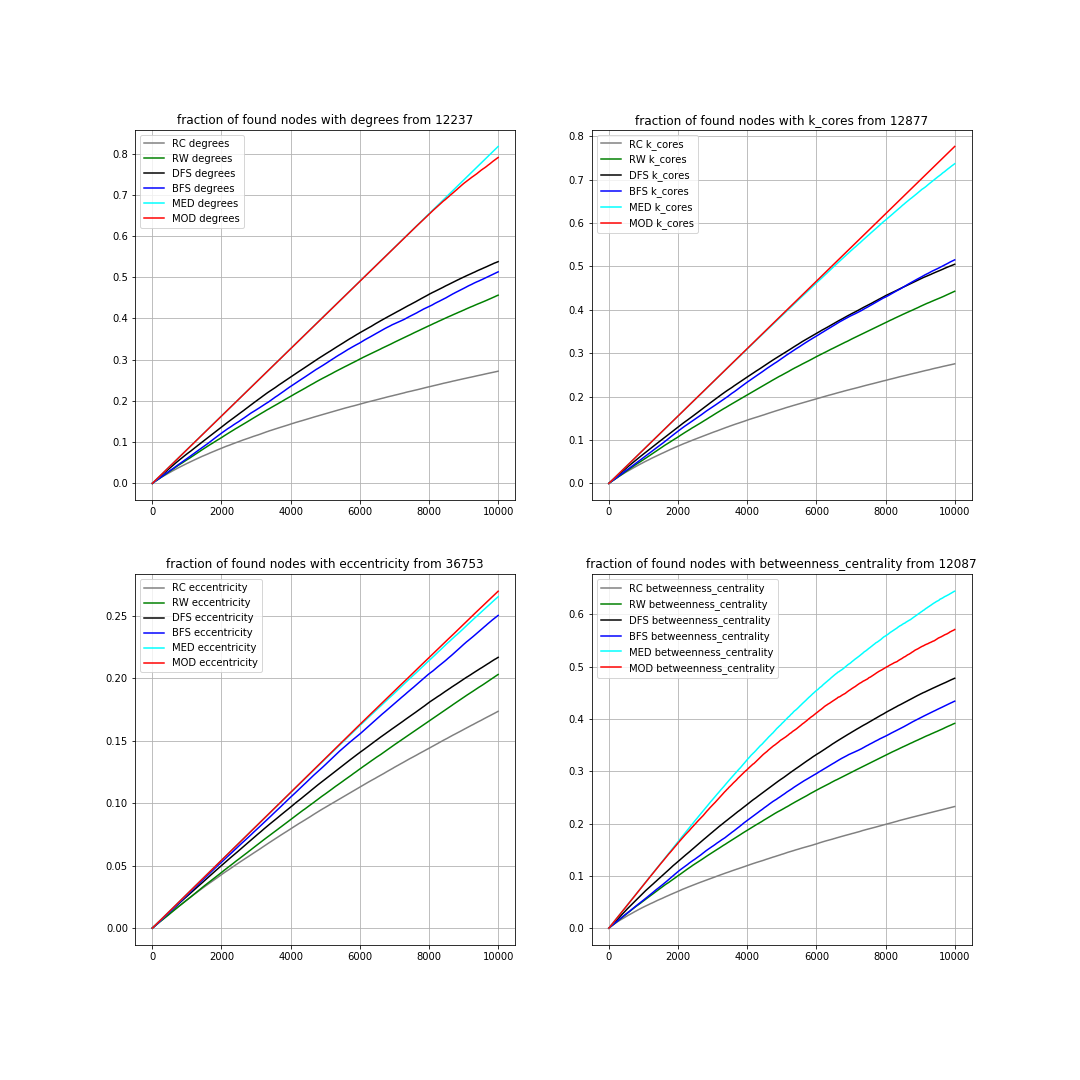 fraction of found nodes with degrees from 12237
RC degrees
RW degrees
DFS degrees
BFS degrees
MED degrees
MOD degrees
0.8
0.7
0.6
0.5
0.4
0.3
0.2
0.1
0.0
0 2000 4000 6000 8000 10000
fraction of found nodes with k_cores from 12877
RC k_cores
RW k_cores
DFS k_cores
BFS k_cores
MED k_cores
MOD k_cores
0.8
0.7
0.6
0.5
0.4
0.3
0.2
0.1
0.0
0 2000 4000 6000 8000 10000
fraction of found nodes with eccentricity from 36753
RC eccentricity
RW eccentricity
DFS eccentricity
BFS eccentricity
MED eccentricity
MOD eccentricity
0.25
0.20
0.15
0.10
0.05
0.00
0 2000 4000 6000 8000 10000
fraction of found nodes with betweenness_centrality from 12087
RC betweenness_centrality
RW betweenness_centrality
DFS betweenness_centrality
BFS betweenness_centrality
MED betweenness_centrality
MOD betweenness_centrality
0.6
0.5
0.4
0.3
0.2
0.1
0.0
0 2000 4000 6000 8000 10000